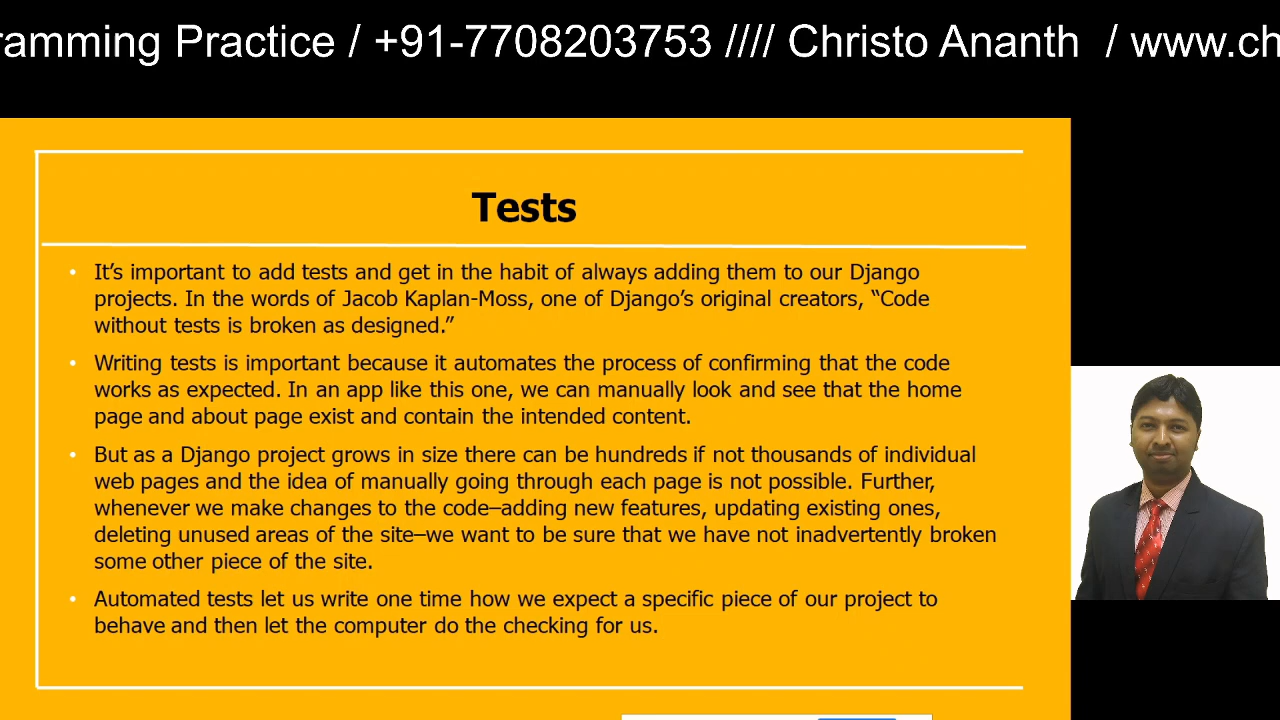 ramming Practice / +91-7708203753 //// Christo Ananth / www.ch
Tests
• It’s important to add tests and get in the habit of always adding them to our Django
projects. In the words of Jacob Kaplan-Moss, one of Django’s original creators, “Code
without tests is broken as designed.”
• Writing tests is important because it automates the process of confirming that the code
works as expected. In an app like this one, we can manually look and see that the home
page and about page exist and contain the intended content.
• But as a Django project grows in size there can be hundreds if not thousands of individual
web pages and the idea of manually going through each page is not possible. Further,
whenever we make changes to the code–adding new features, updating existing ones,
deleting unused areas of the site–we want to be sure that we have not inadvertently broken
some other piece of the site.
• Automated tests let us write one time how we expect a specific piece of our project to
behave and then let the computer do the checking for us.